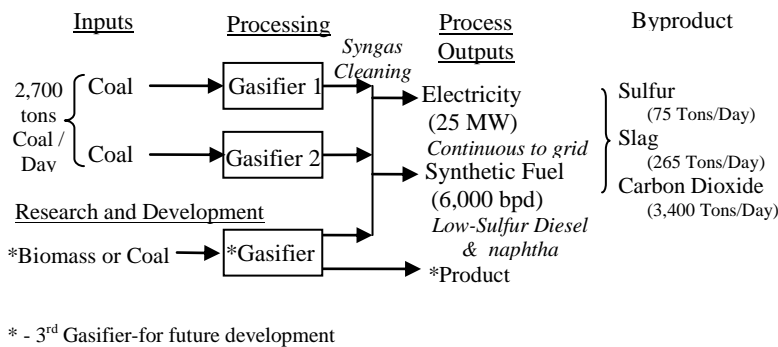 Inputs Processing Process Outputs Byproduct
Syngas Cleaning
2,700 tons Coal / Day
Coal Gasifier 1
Coal Gasifier 2
Electricity
(25 MW)
Continuous to grid
Synthetic Fuel
(6,000 bpd)
Low-Sulfur Diesel
& naphtha
Sulfur
(75 Tons/Day)
Slag
(265 Tons/Day)
Carbon Dioxide
(3,400 Tons/Day)
Research and Development
*Biomass or Coal *Gasifier
*Product
* - 3rd Gasifier-for future development